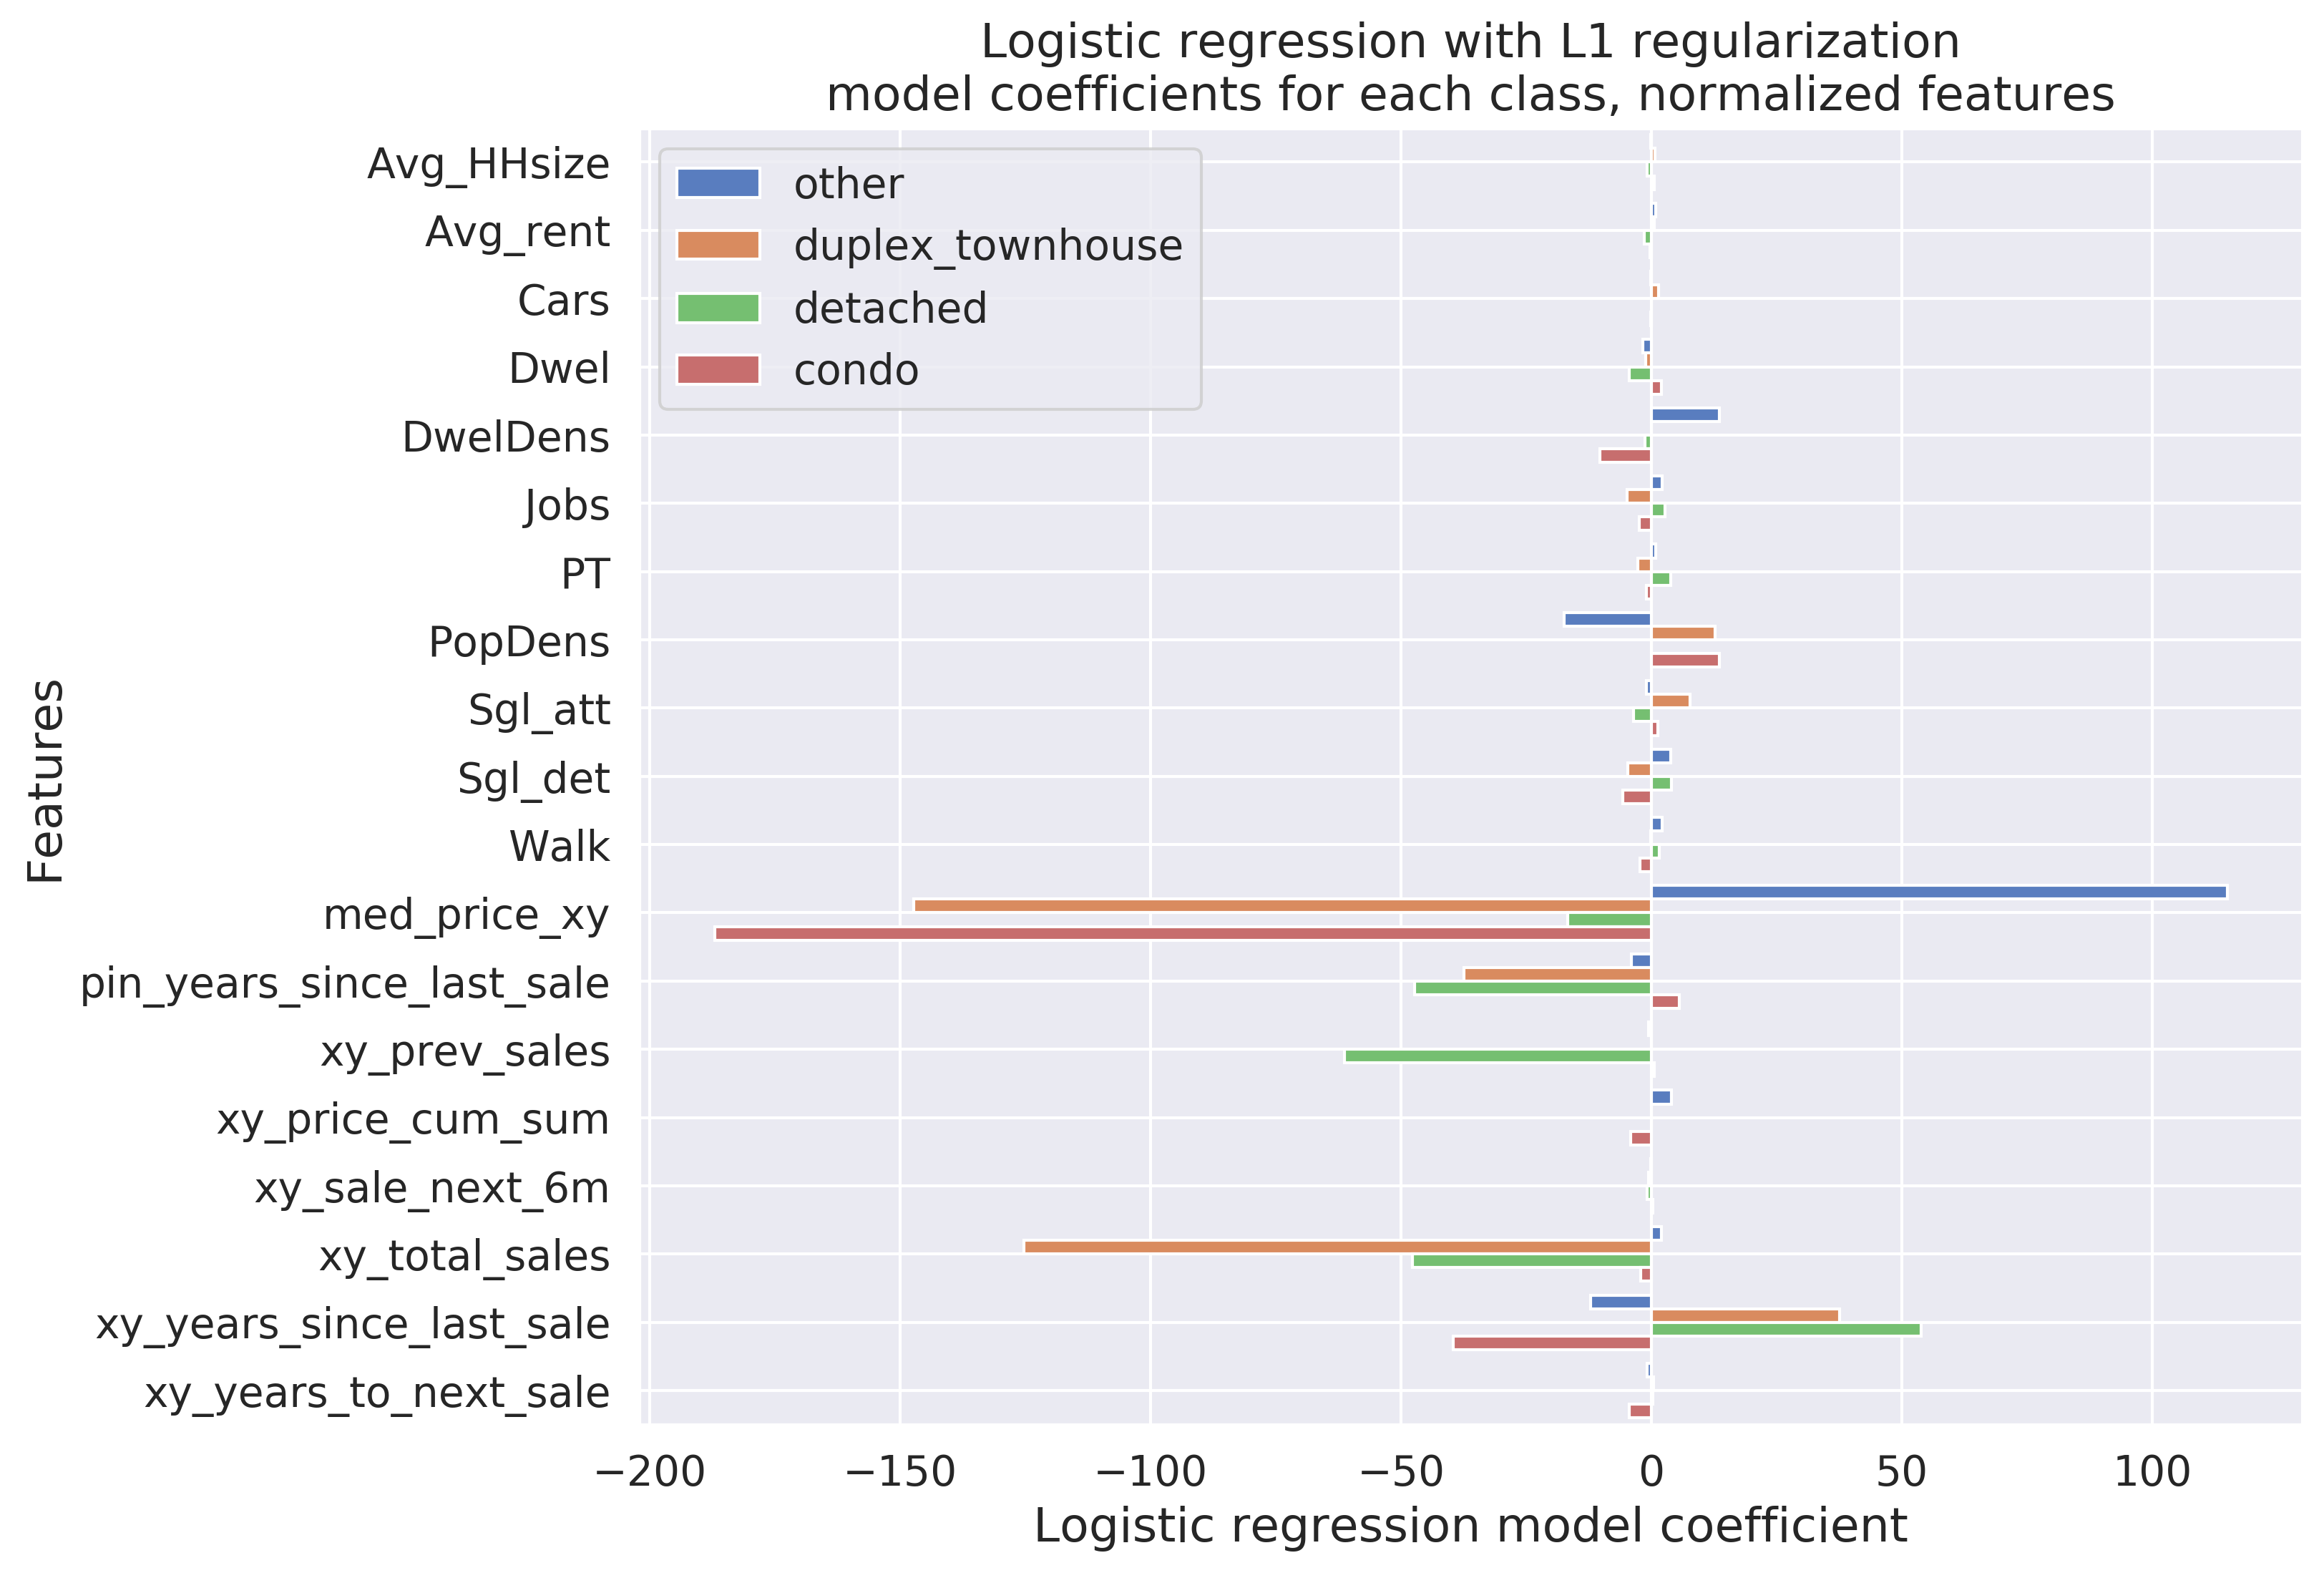 Logistic regression with L1 regularization
model coefficients for each class, normalized features
other
duplex_townhouse
detached
condo
Features
Avg_HHsize
Avg_rent
Cars
Dwel
DwelDens
Jobs
PT
PopDens
Sgl_att
Sgl_det
Walk
med_price_xy
pin_years_since_last_sale
xy_prev_sales
xy_price_cum_sum
xy_sale_next_6m
xy_total_sales
xy_years_since_last_sale
xy_years_to_next_sale
−200 −150 −100 −50 0 50 100
Logistic regression model coefficient